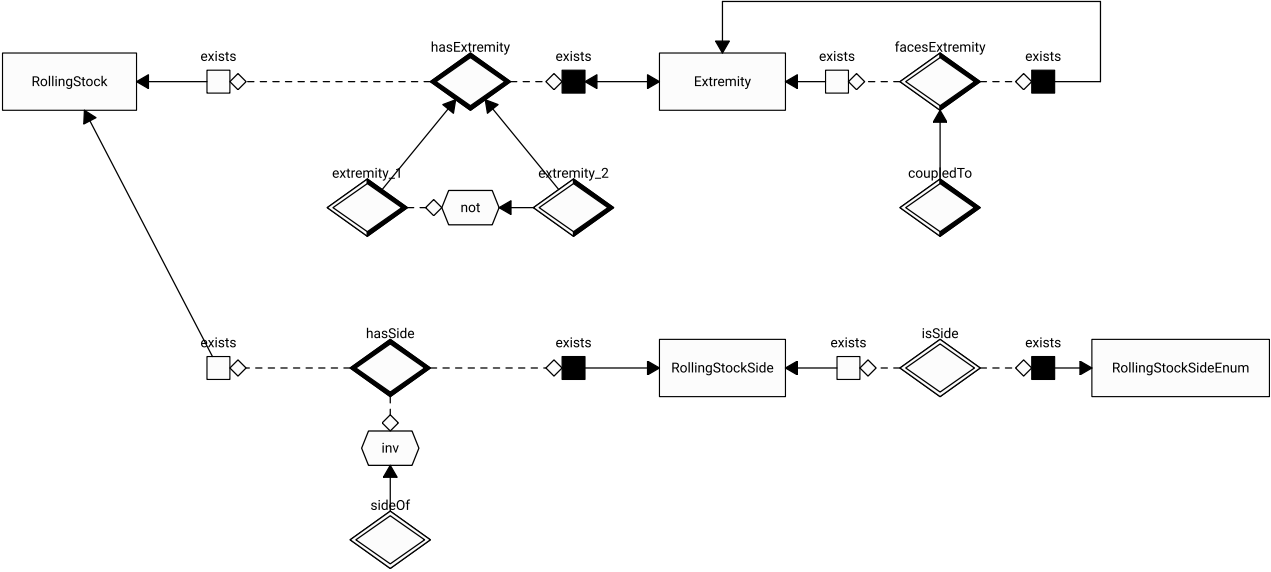 hasExtremity
facesExtremity
exists
exists
exists
exists
RollingStock
Extremity
extremity_1
extremity_2
coupledTo
not
hasSide
isSide
exists
exists
exists
exists
RollingStockSide
RollingStockSideEnum
inv
sideOf